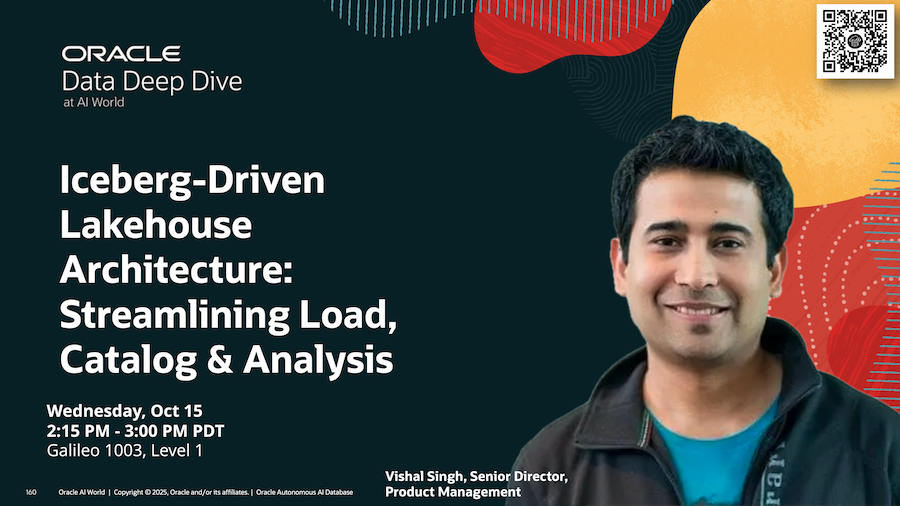 ORACLE
Data Deep Dive
at AI World
Iceberg-Driven
Lakehouse
Architecture:
Streamlining Load,
Catalog & Analysis
Wednesday, Oct 15
2:15 PM - 3:00 PM PDT
Galileo 1003, Level 1
Vishal Singh, Senior Director,
Product Management
160 Oracle AI World | Copyright © 2025, Oracle and/or its affiliates. | Oracle Autonomous AI Database